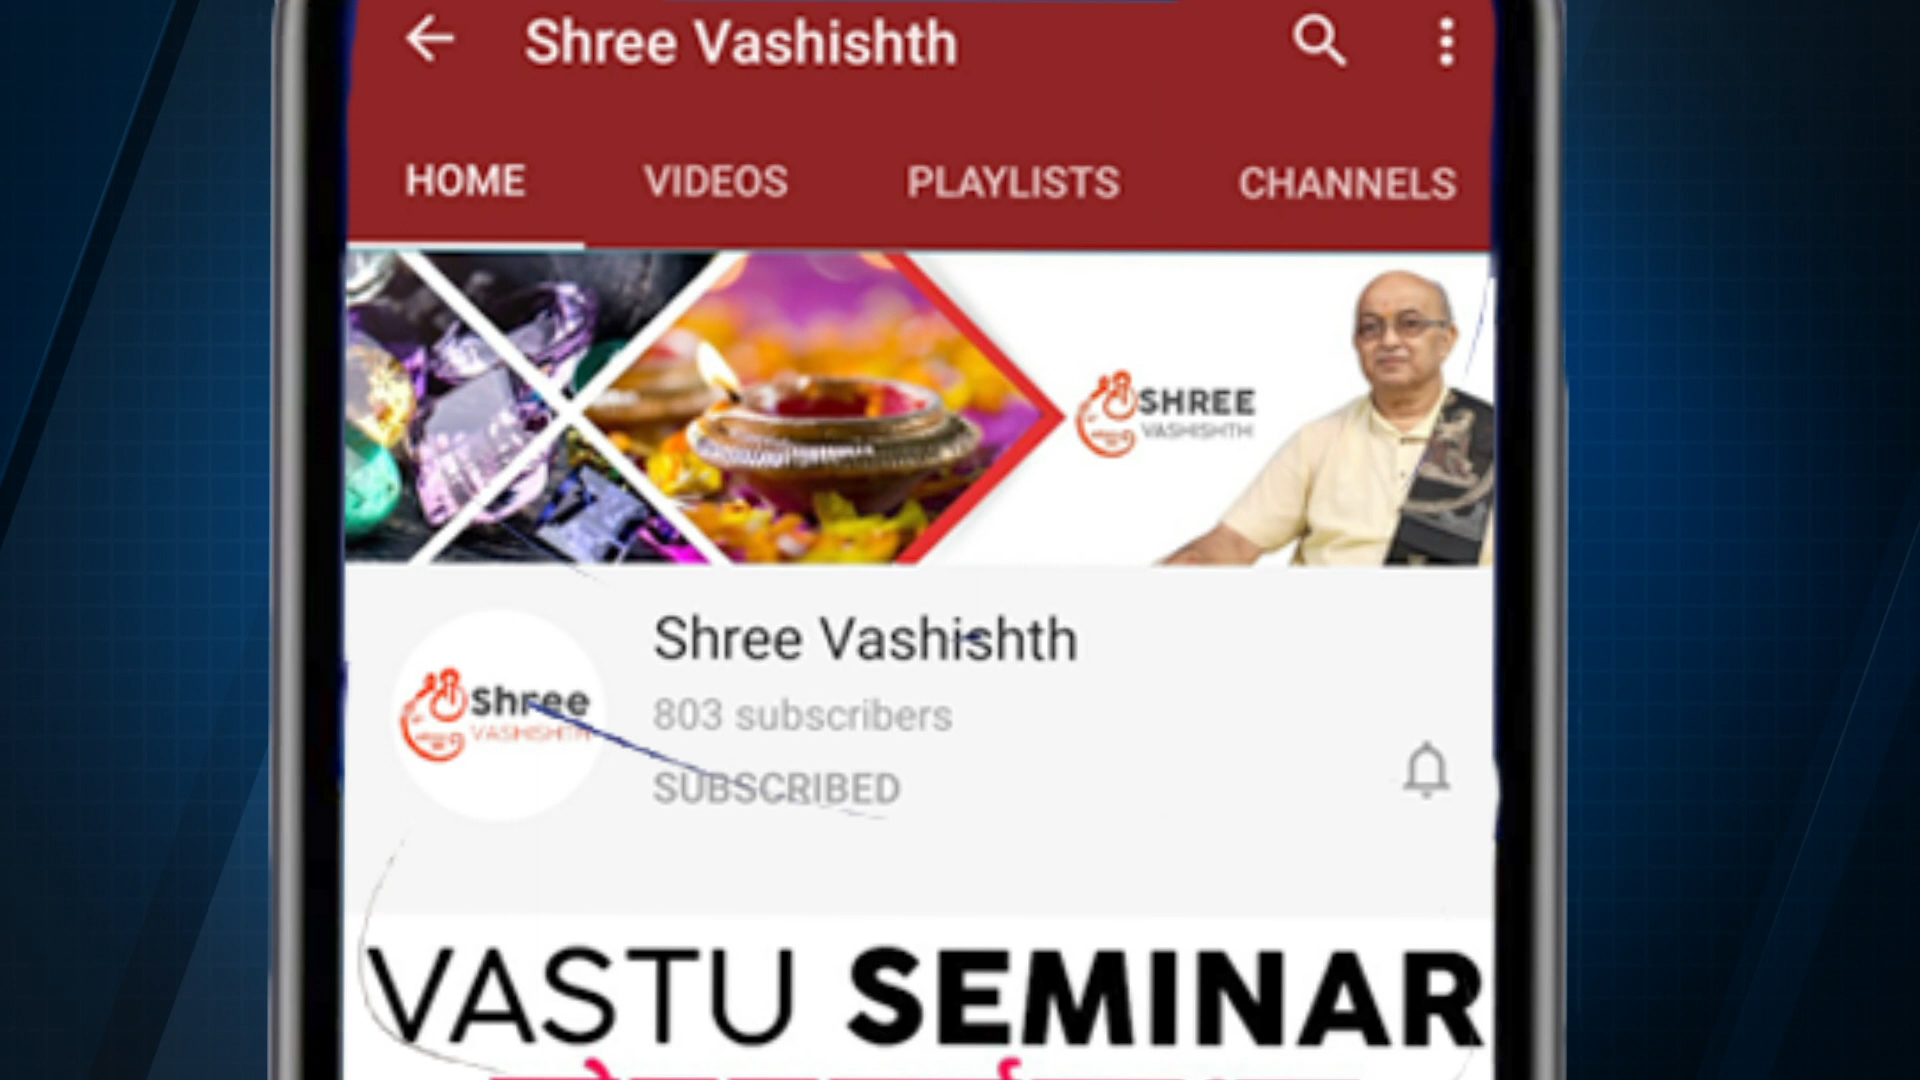 Shree Vashishth
HOME VIDEOS PLAYLISTS CHANNELS
SHREE
VASHISHTH
Shree Vashishth
Shree
VASHISHTH
803 subscribers
SUBSCRIBED
VASTU SEMINAR